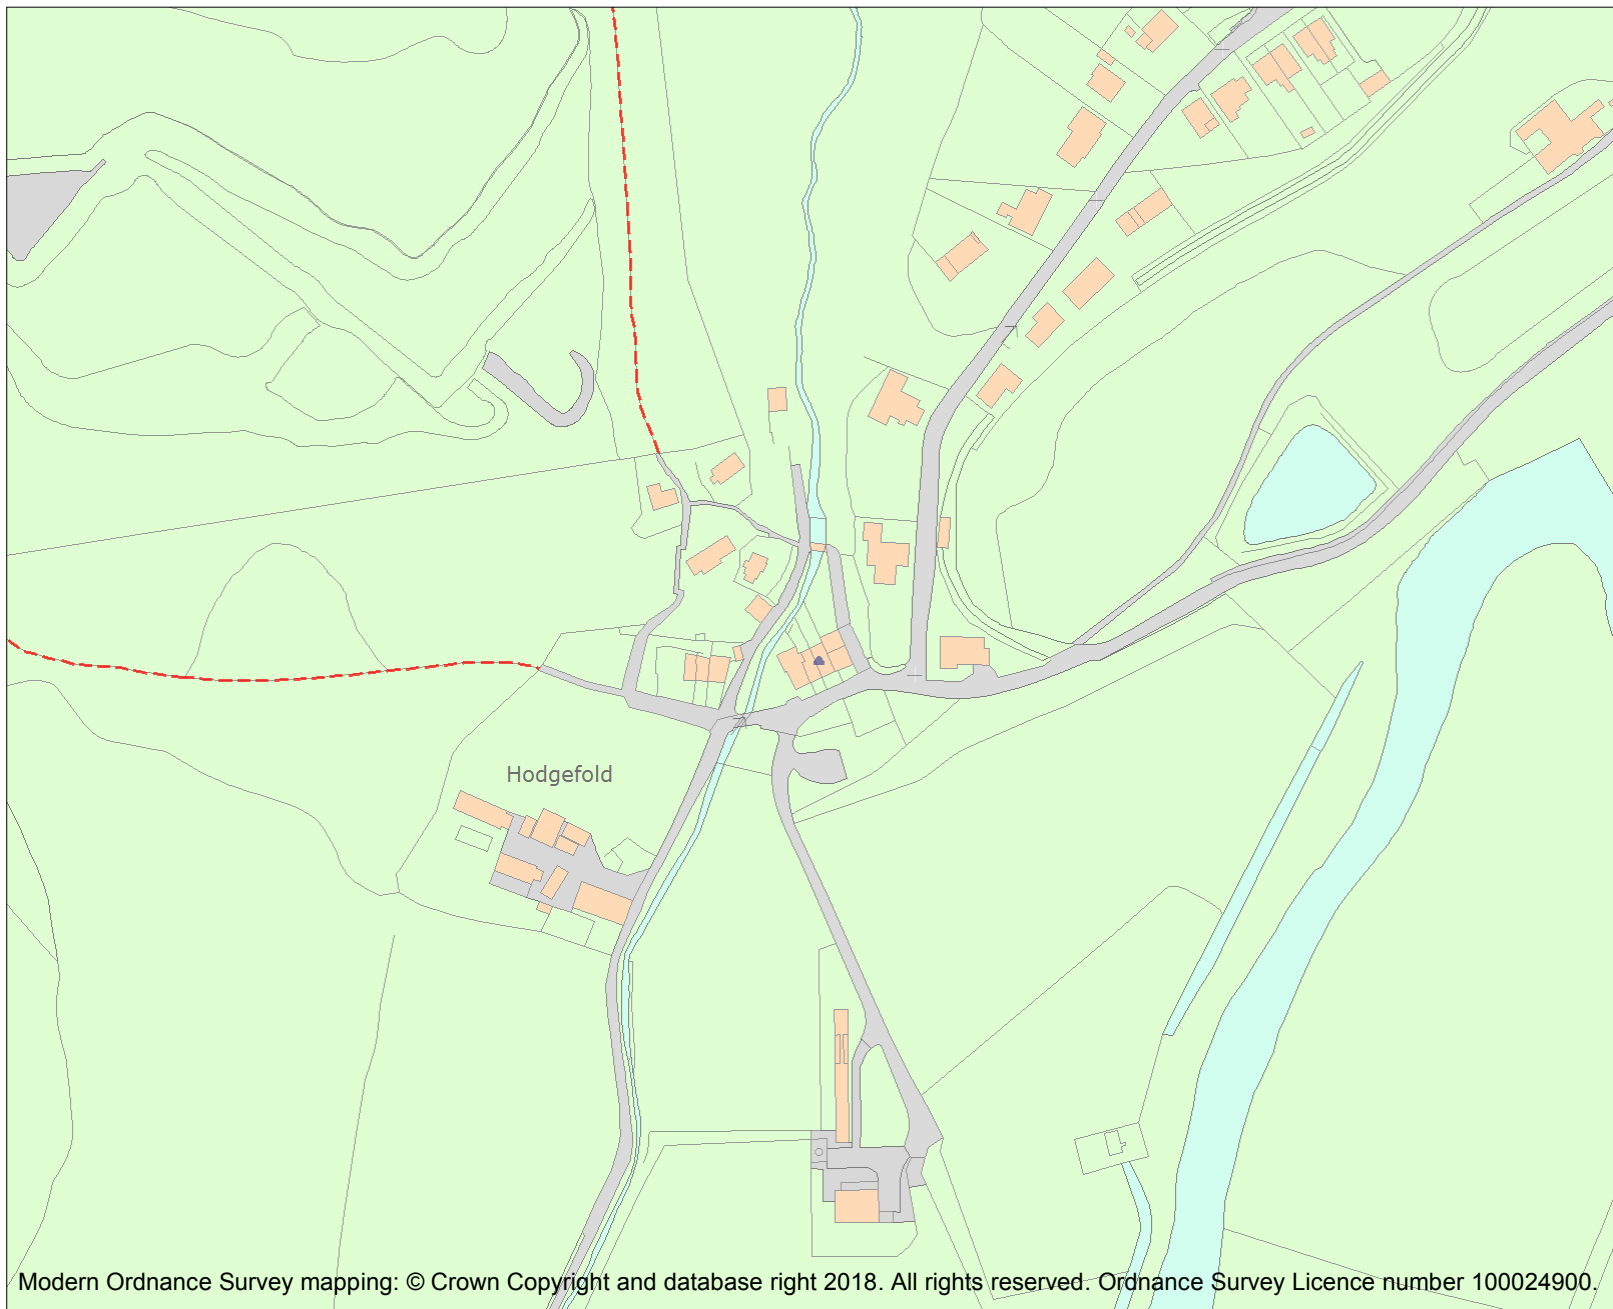 Hodgefold
Modern Ordnance Survey mapping: © Crown Copyright and database right 2018. All rights reserved. Ordnance Survey Licence number 100024900.